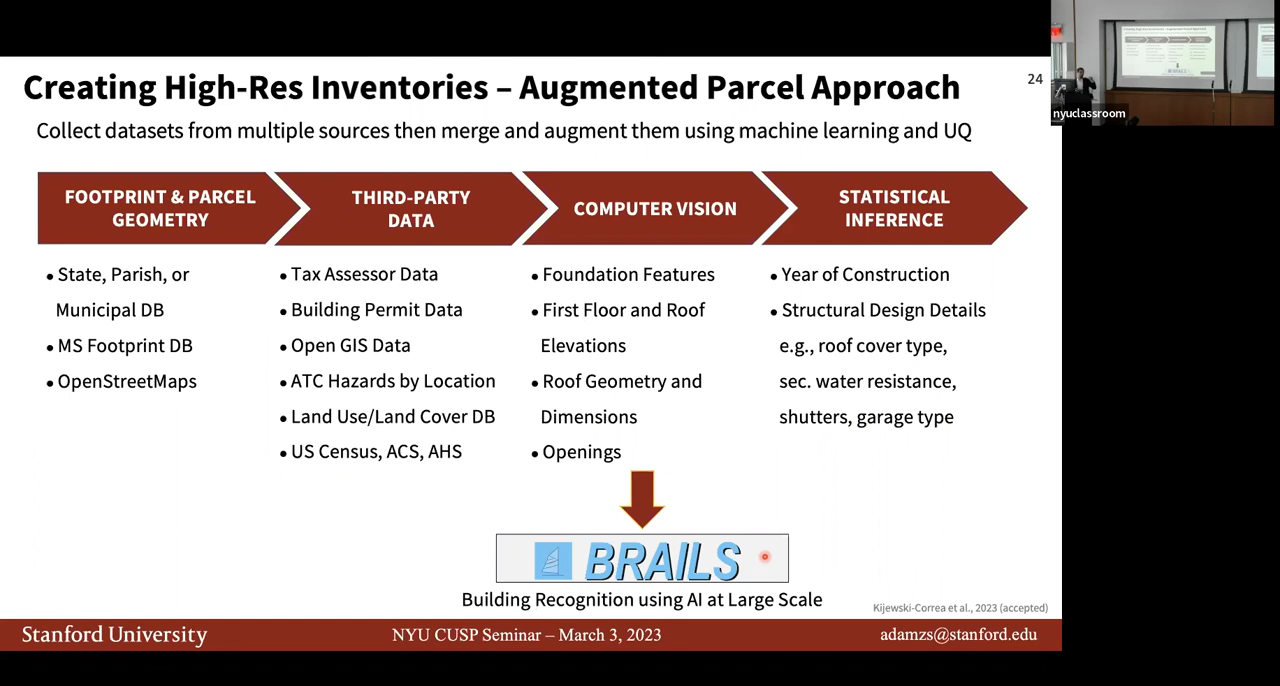 Creating High-Res Inventories – Augmented Parcel Approach
24
Collect datasets from multiple sources then merge and augment them using machine learning and UQ
FOOTPRINT & PARCEL
GEOMETRY
• State, Parish, or
Municipal DB
• MS Footprint DB
• OpenStreetMaps
THIRD-PARTY
DATA
• Tax Assessor Data
• Building Permit Data
• Open GIS Data
• ATC Hazards by Location
• Land Use/Land Cover DB
• US Census, ACS, AHS
COMPUTER VISION
• Foundation Features
• First Floor and Roof
Elevations
• Roof Geometry and
Dimensions
• Openings
STATISTICAL
INFERENCE
• Year of Construction
• Structural Design Details
e.g., roof cover type,
sec. water resistance,
shutters, garage type
BRAILS
Building Recognition using AI at Large Scale
Kijewski-Correa et al., 2023 (accepted)
Stanford University
NYU CUSP Seminar – March 3, 2023
adamzs@stanford.edu
nyuclassroom